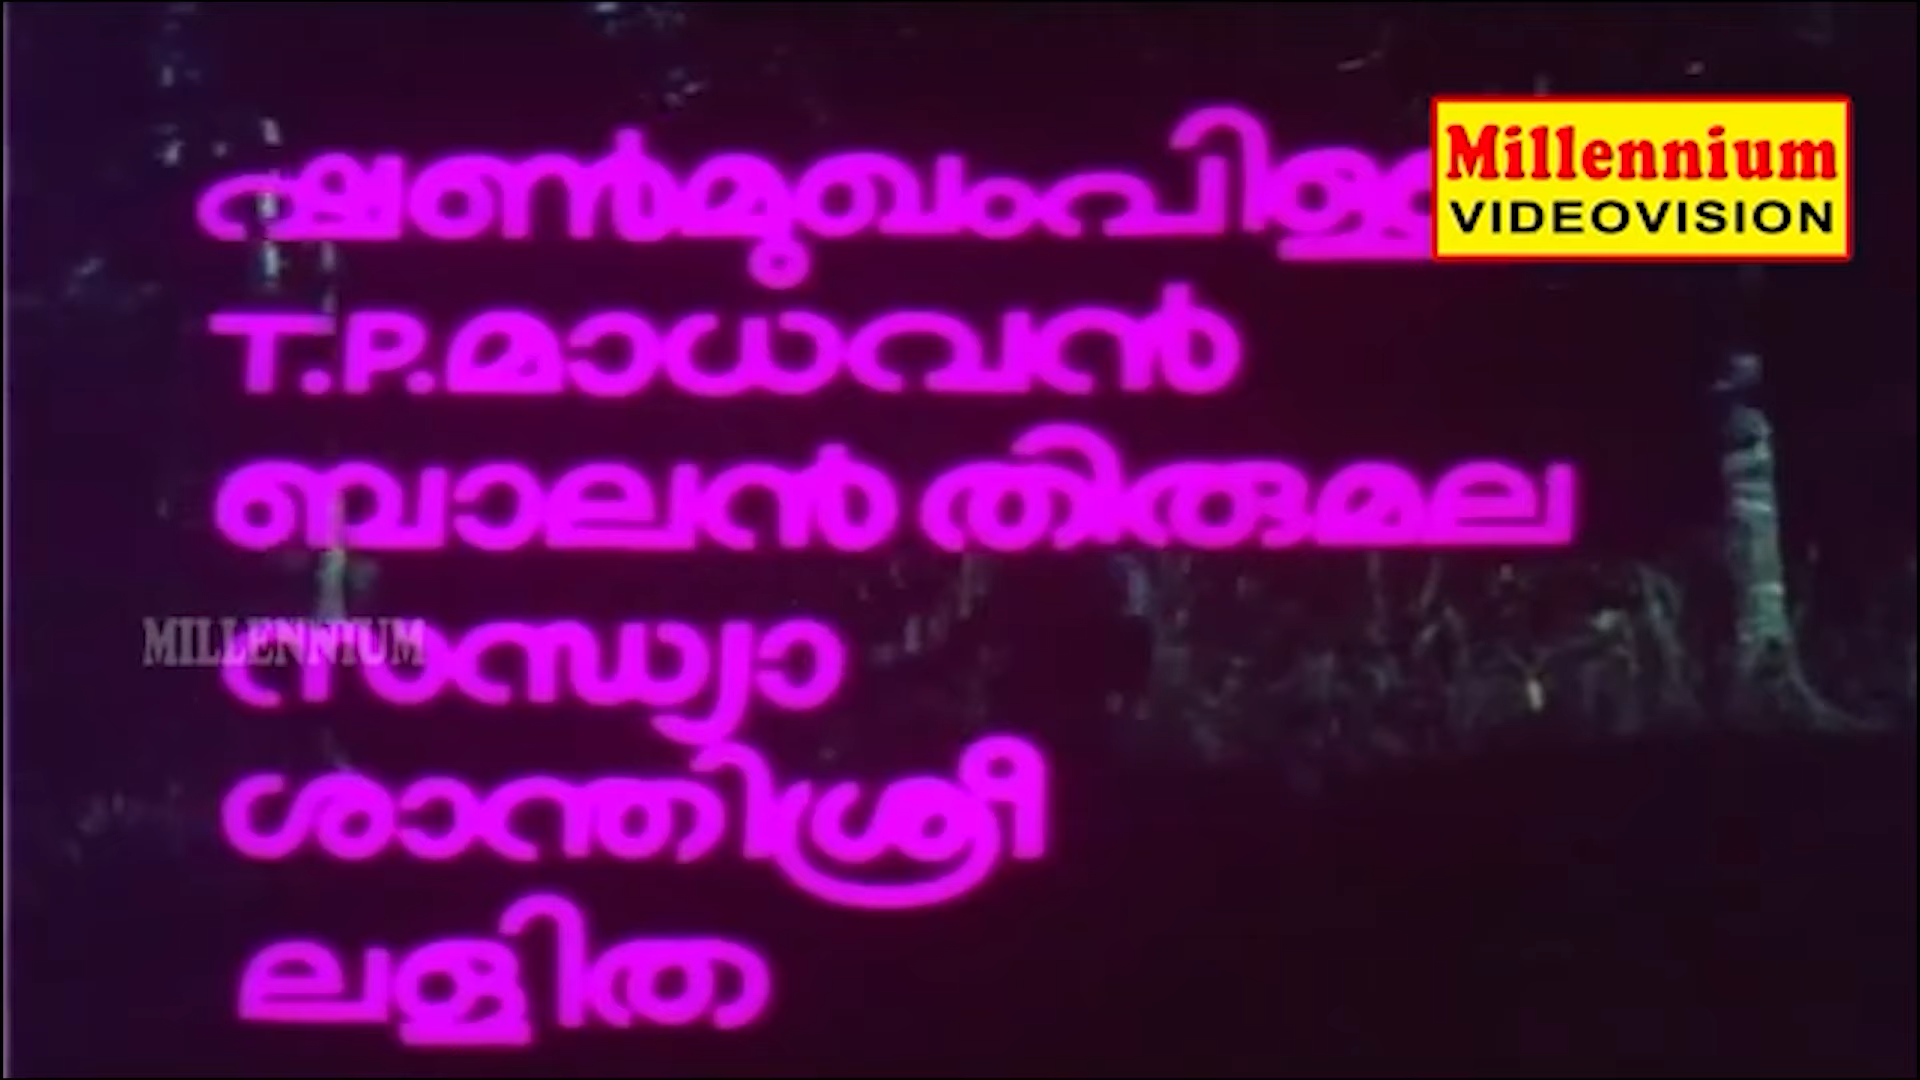 ഷൺമുഖംപിള്ള
Millennium
VIDEOVISION
T.P.മാധവൻ
ബാലൻ തിരുമല
MILLENNIUM
സന്ധ്യാ
ശാന്തിശ്രീ
ലളിത